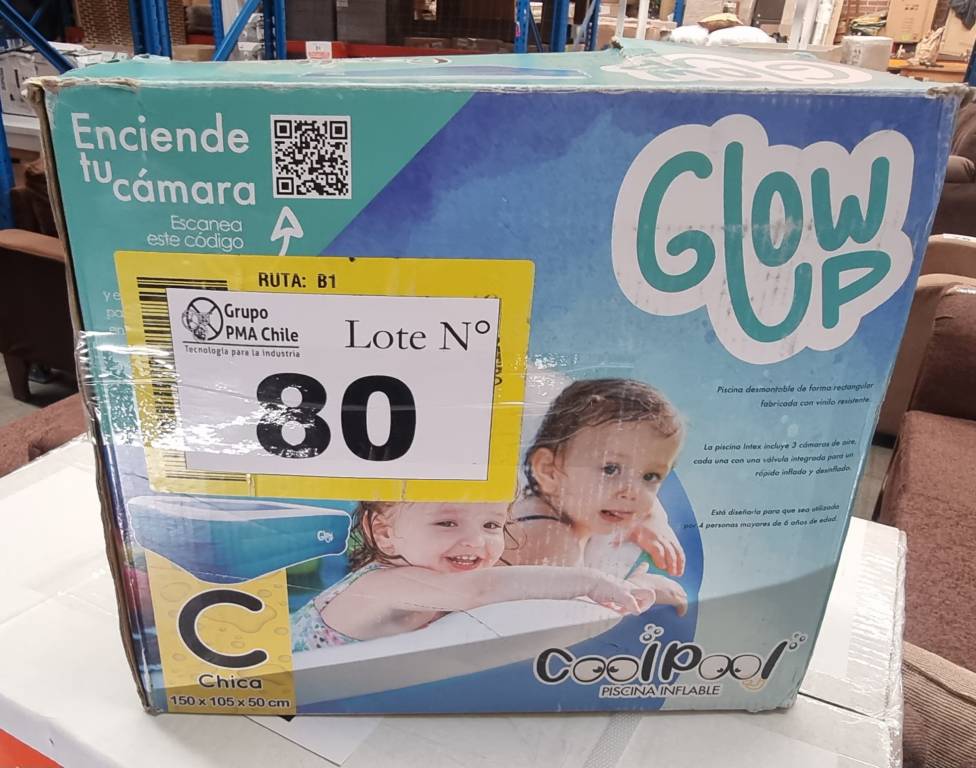 Enciende
tu cámara
Escanea
este código
GLOW
UP
RUTA: B1
Grupo
PMA Chile
Tecnología para la Industria
Lote N°
80
Piscina desmontable de forma rectangular
fabricada con vinilo resistente.
La piscina Intex incluye 3 cámaras de aire,
cada una con una válvula integrada para un
rápido inflado y desinflado.
Está diseñarla para que sea utilizada
por 4 personas mayores de 6 años de edad.
C
Chica
150 x 105 x 50 cm
CoolPool
PISCINA INFLABLE